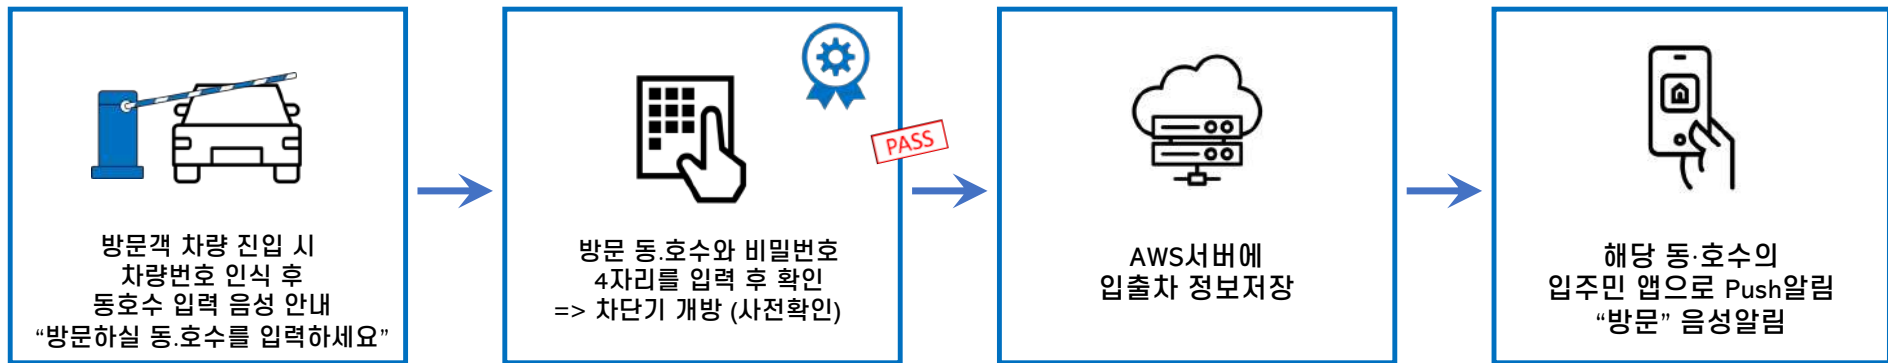 방문객 차량 진입 시
차량번호 인식 후
동호수 입력 음성 안내
“방문하실 동.호수를 입력하세요”
PASS
방문 동.호수와 비밀번호
4자리를 입력 후 확인
=> 차단기 개방 (사전확인)
AWS서버에
입출차 정보저장
해당 동·호수의
입주민 앱으로 Push알림
“방문” 음성알림